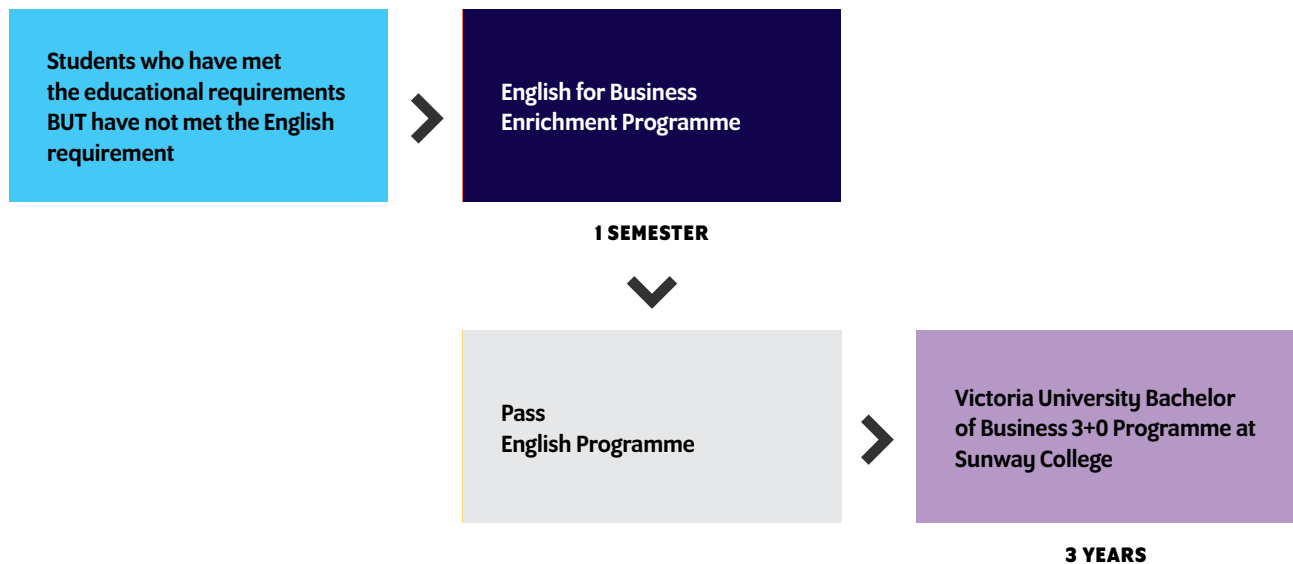 Students who have met
the educational requirements
BUT have not met the English
requirement
English for Business
Enrichment Programme
1 SEMESTER
Pass
English Programme
Victoria University Bachelor
of Business 3+0 Programme at
Sunway College
3 YEARS